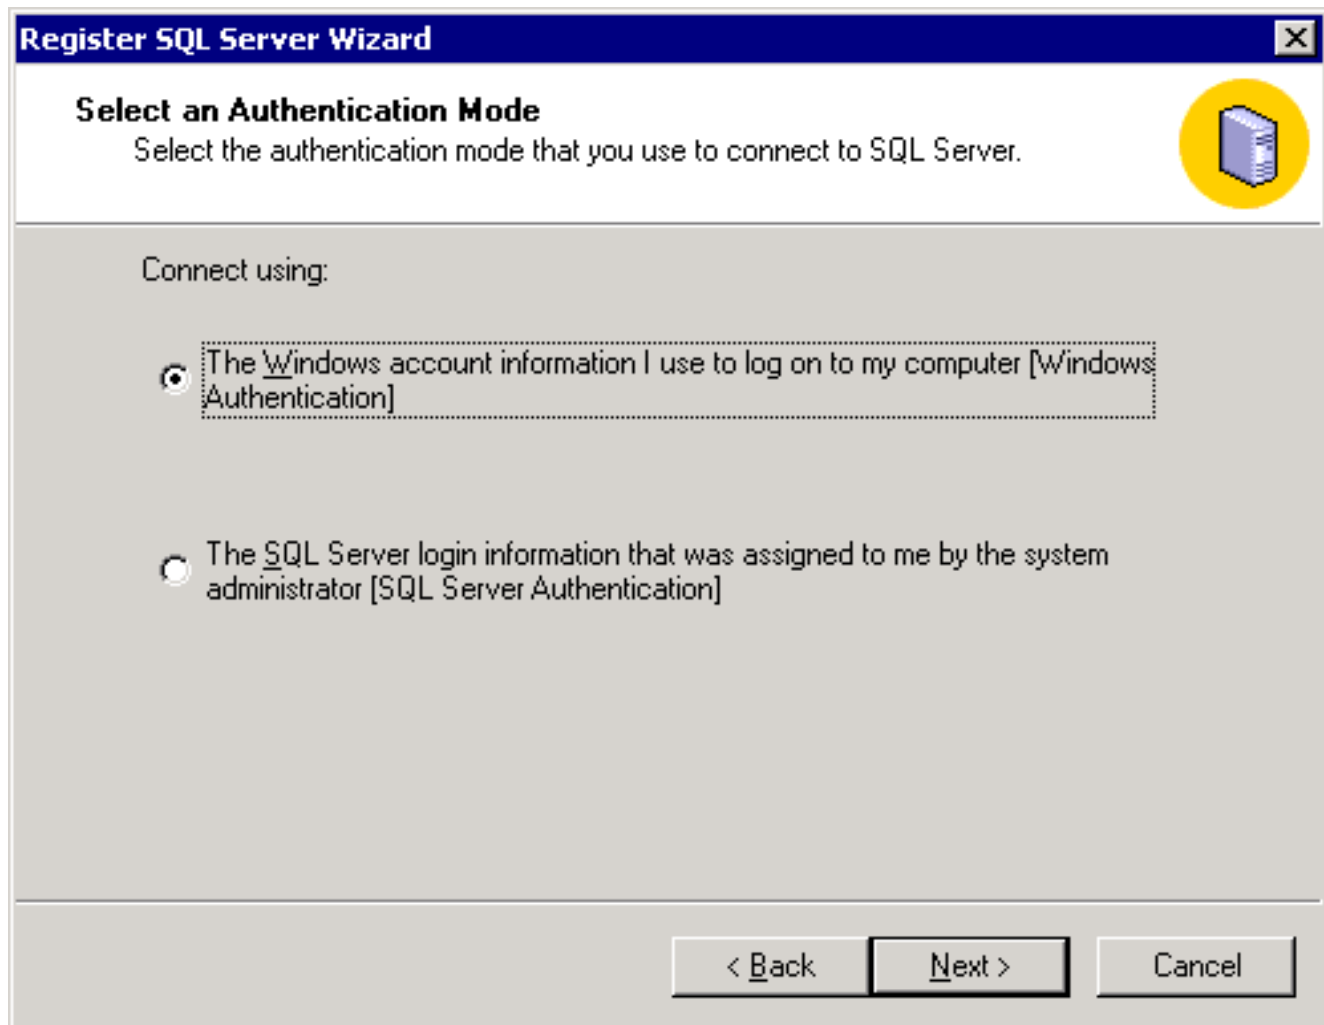 Register SQL Server Wizard
Select an Authentication Mode
Select the authentication mode that you use to connect to SQL Server.
Connect using:
The Windows account information I use to log on to my computer [Windows
Authentication]
The SQL Server login information that was assigned to me by the system
administrator [SQL Server Authentication]
< Back
Next >
Cancel